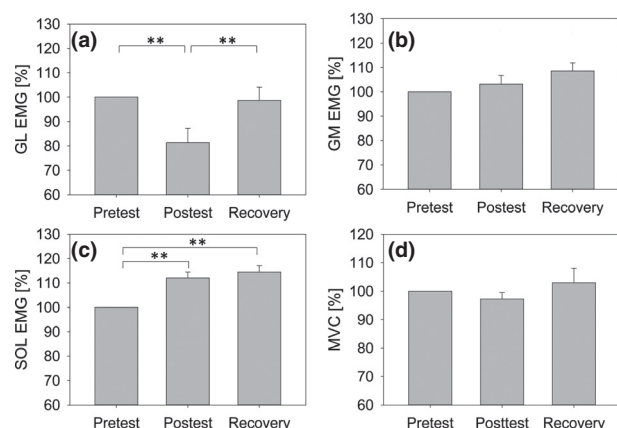 (a)
** **
GL EMG [%]
130
120
110
100
90
80
70
60
Pretest Postest Recovery
(b)
GM EMG [%]
130
120
110
100
90
80
70
60
Pretest Postest Recovery
(c)
**
**
SOL EMG [%]
130
120
110
100
90
80
70
60
Pretest Postest Recovery
(d)
MVC [%]
130
120
110
100
90
80
70
60
Pretest Posttest Recovery